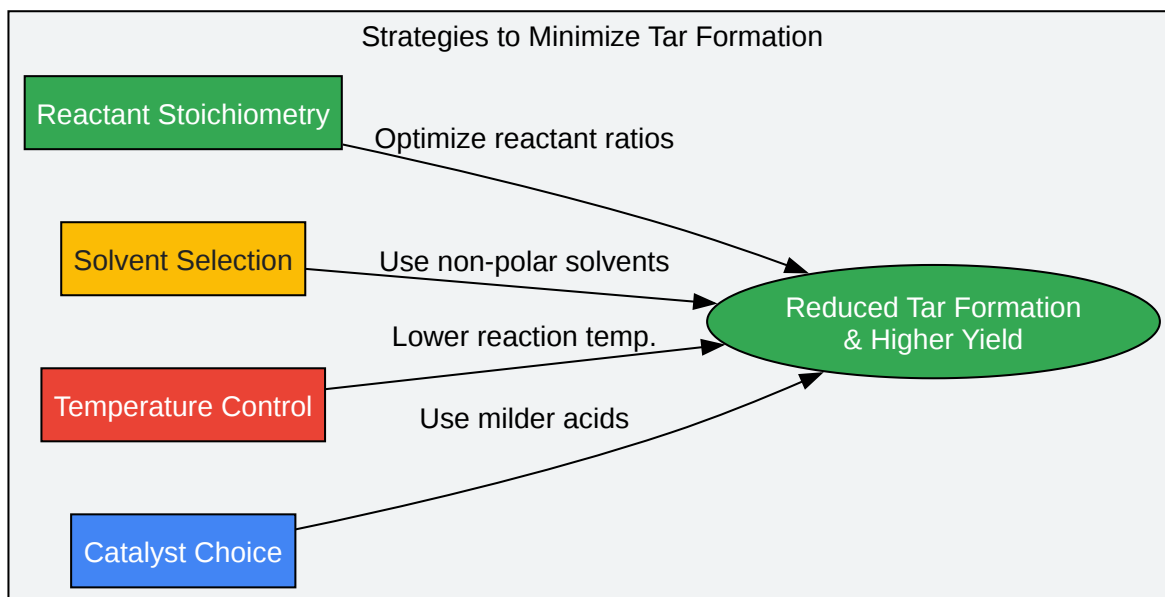 Strategies to Minimize Tar Formation
Reactant Stoichiometry
Optimize reactant ratios
Solvent Selection
Use non-polar solvents
Reduced Tar Formation
& Higher Yield
Lower reaction temp.
Temperature Control
Use milder acids
Catalyst Choice